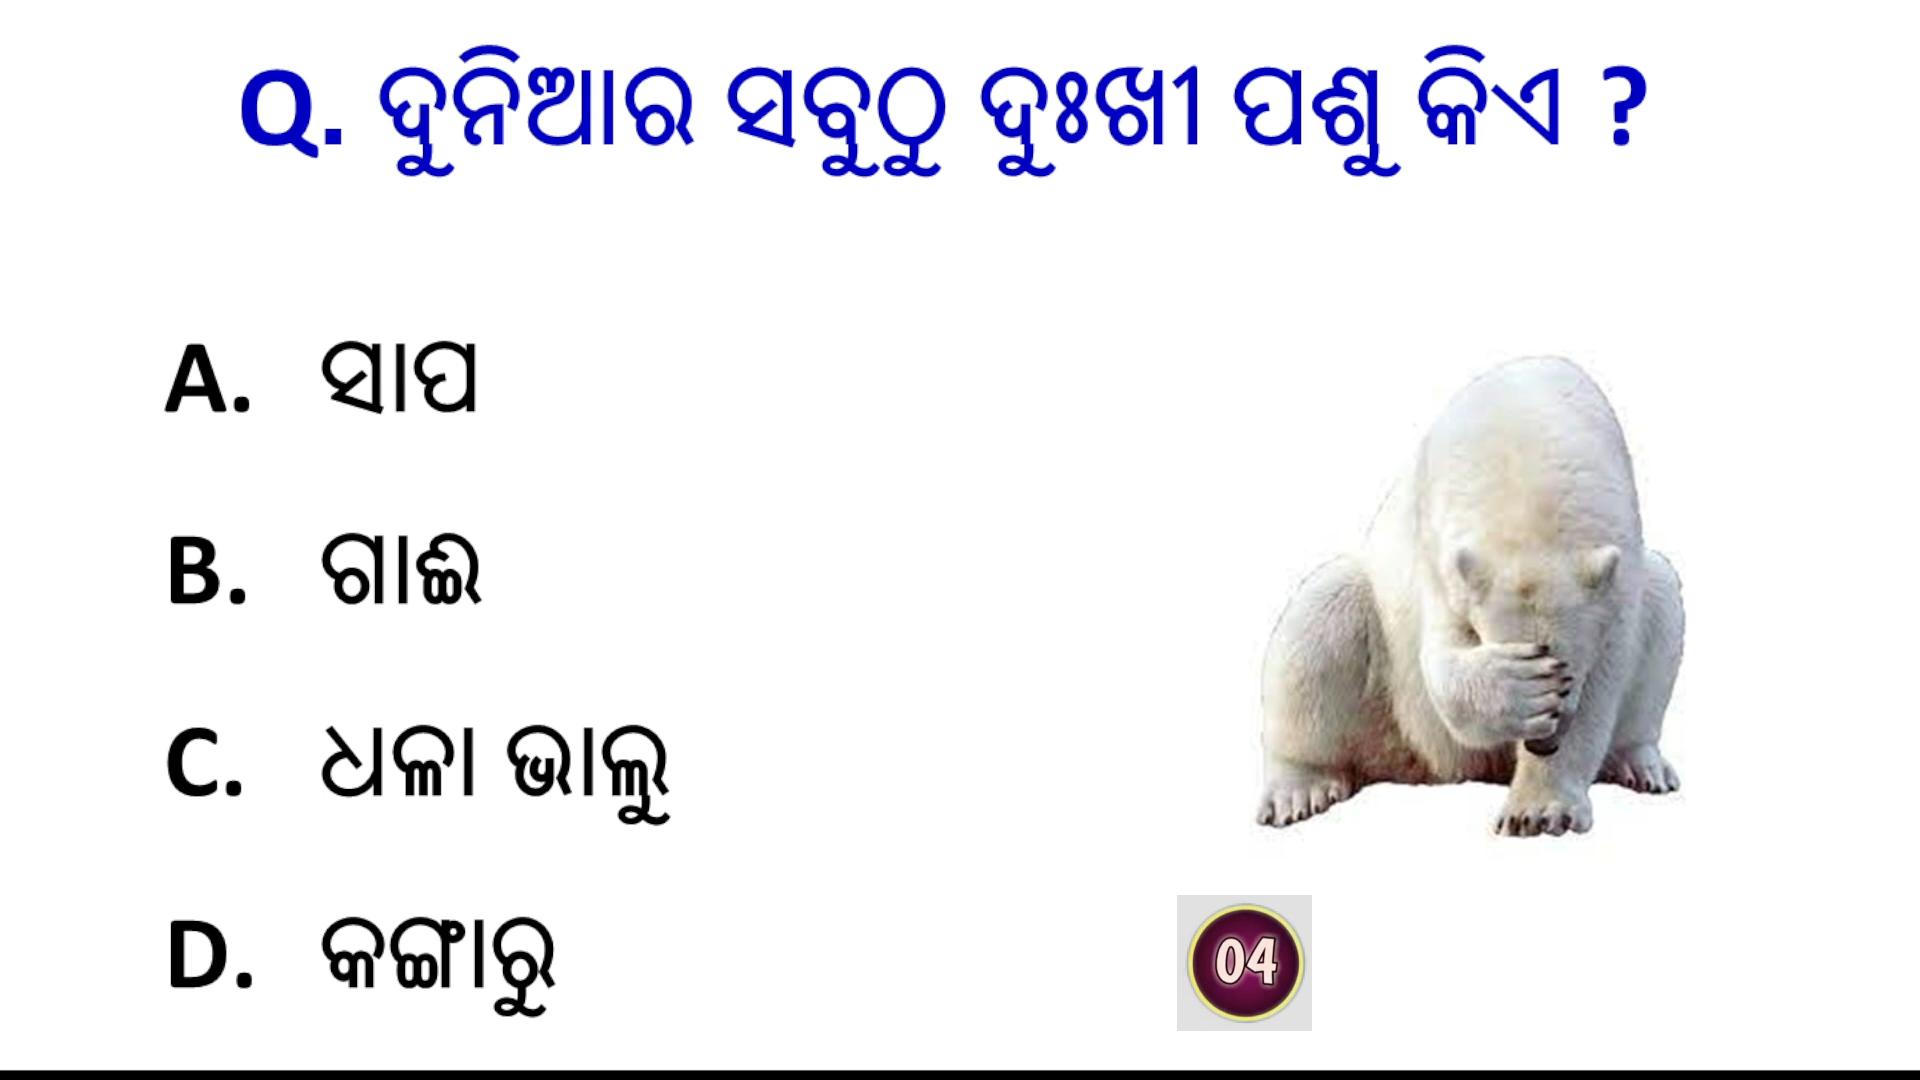 Q. ଦୁନିଆର ସବୁଠୁ ଦୁଃଖୀ ପଶୁ କିଏ ?
A. ସାପ
B. ଗାଈ
C. ଧଳା ଭାଲୁ
D. କଙ୍ଗାରୁ
04